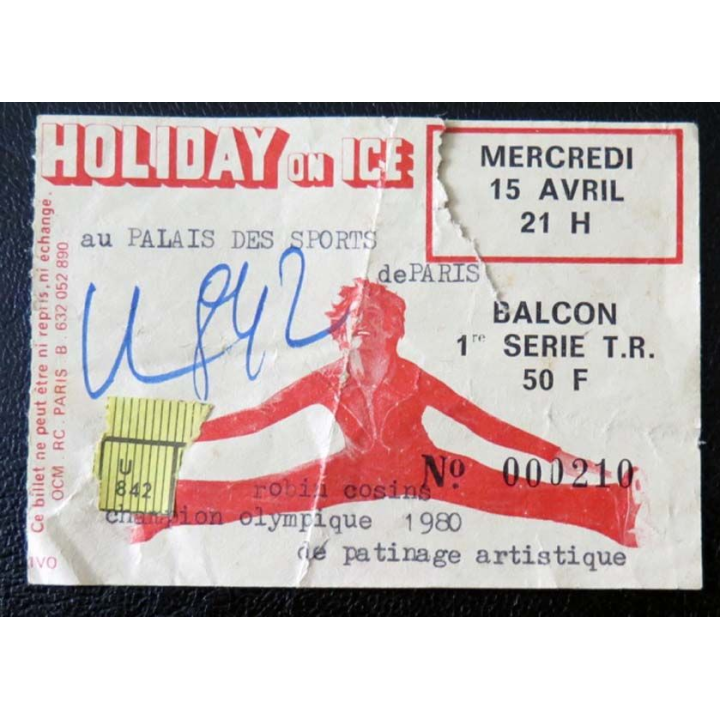 HOLIDAY ON ICE
MERCREDI
15 AVRIL
21 H
au PALAIS DES SPORTS
de PARIS
U 842
BALCON
1re SERIE T.R.
50 F
U
842
No 000210
robin cosins
champion olympique 1980
de patinage artistique
Ce billet ne peut être ni repris, ni échangé.
OCM RC. PARIS B 632 052 890
IVO